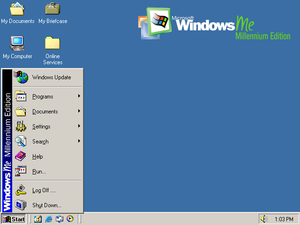 My Documents
My Briefcase
Microsoft
Windows Me
Millennium Edition
My Computer
Online
Services
Windows Update
Programs
Documents
Settings
Search
Help
Run...
Log Off ....
Shut Down...
Windows Me Millennium Edition
Start
1:03 PM